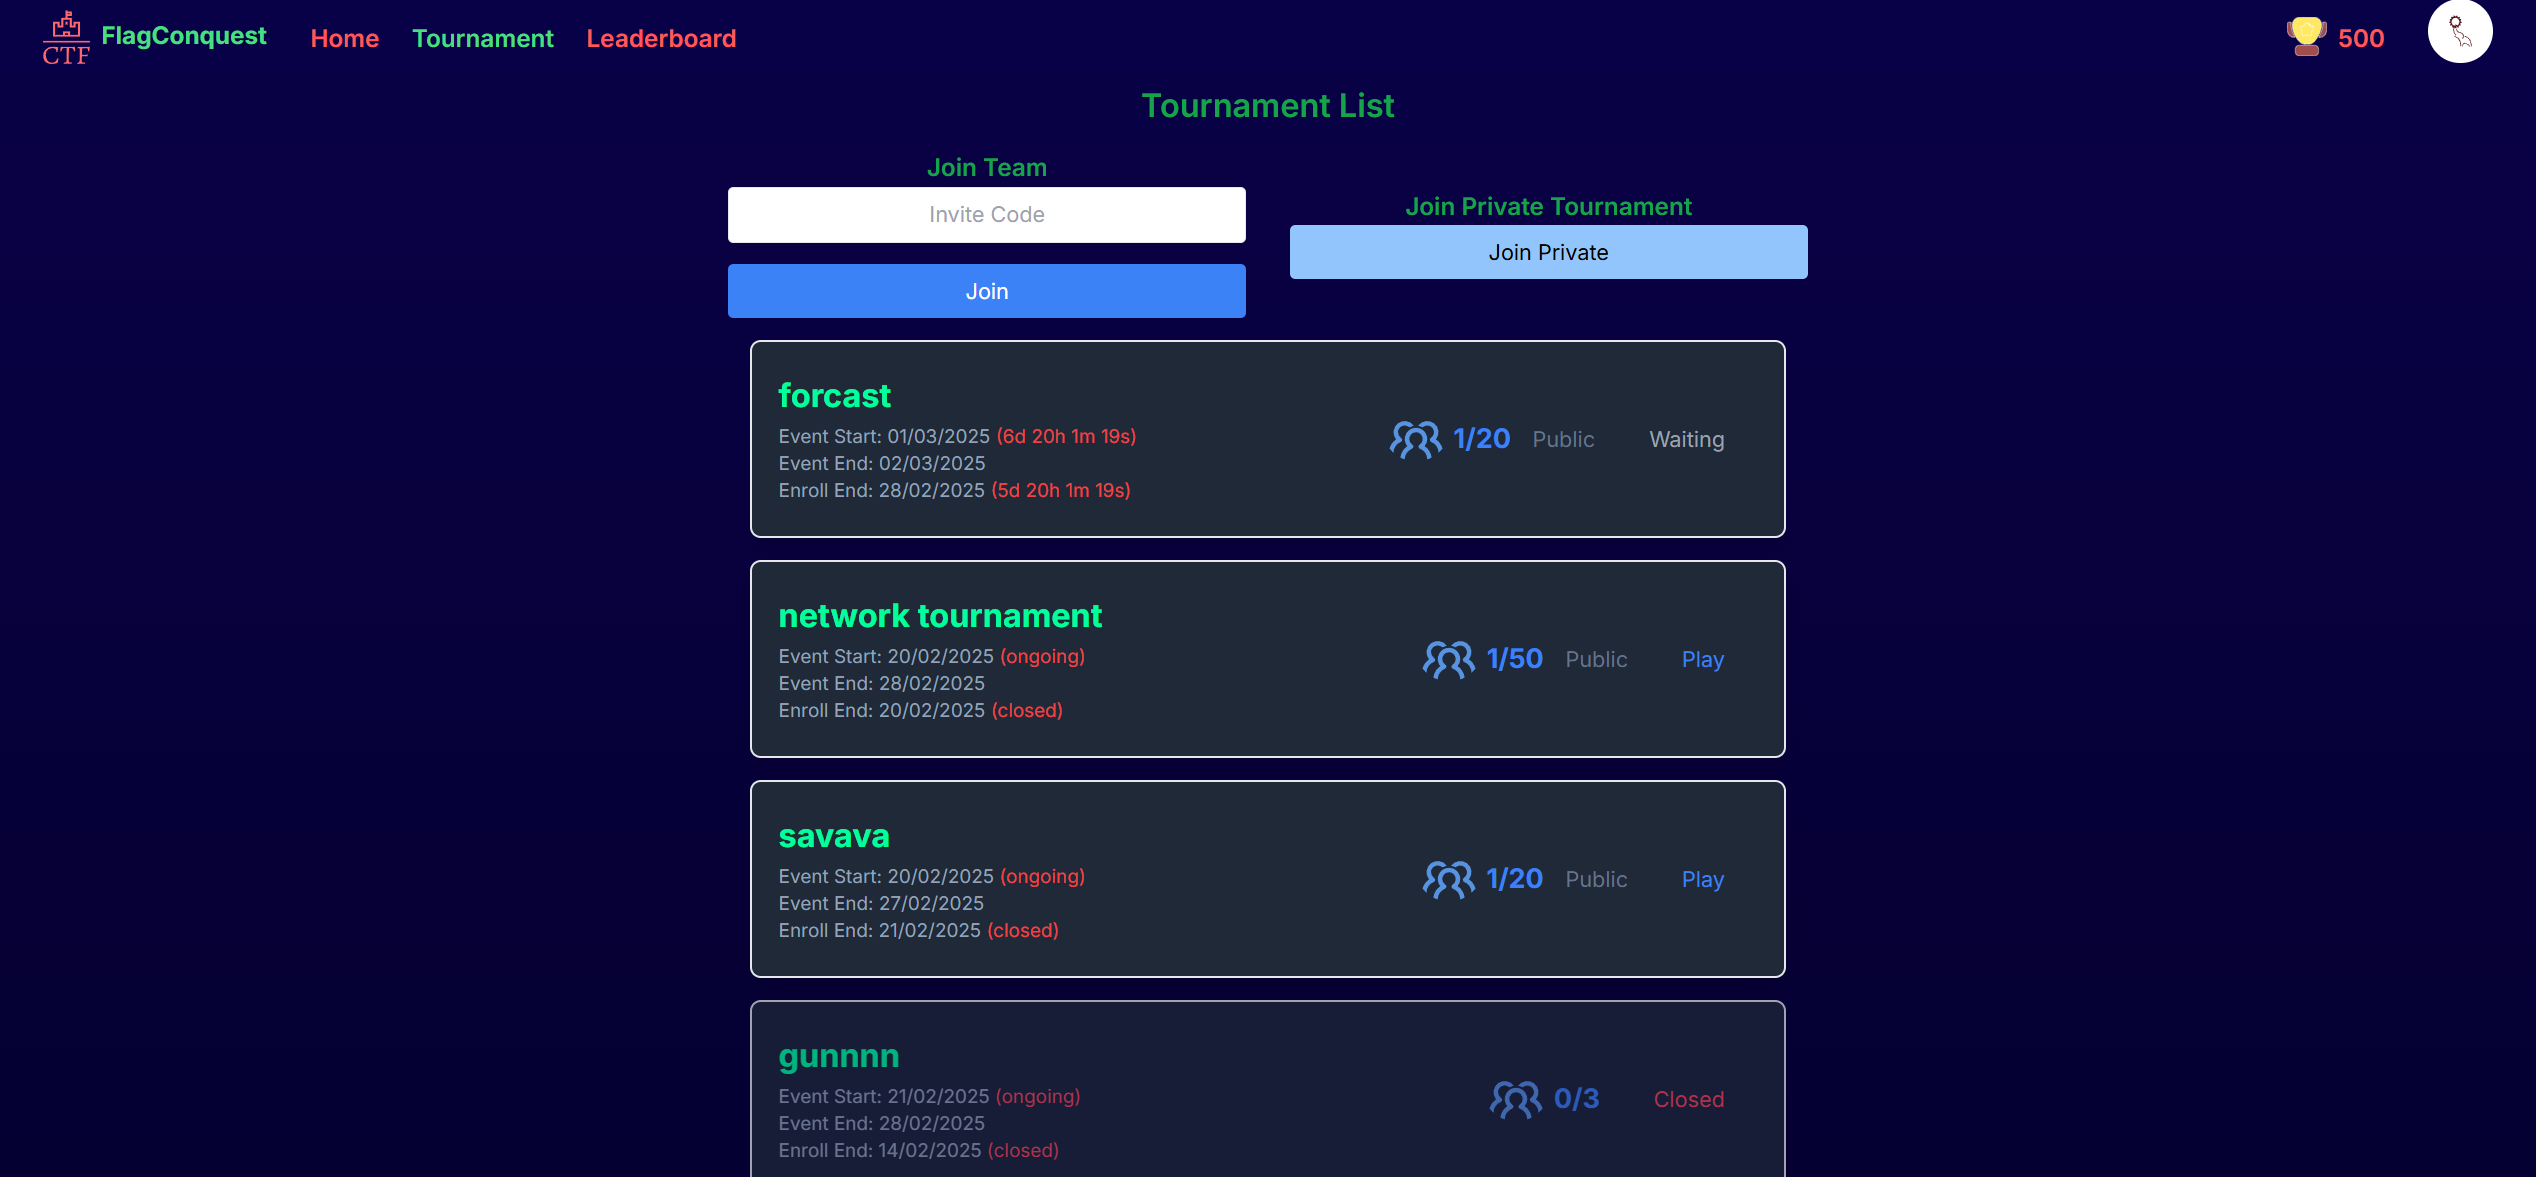 CTF
FlagConquest
Home
Tournament
Leaderboard
500
Tournament List
Join Team
Invite Code
Join
Join Private Tournament
Join Private
forcast
Event Start: 01/03/2025 (6d 20h 1m 19s)
Event End: 02/03/2025
Enroll End: 28/02/2025 (5d 20h 1m 19s)
1/20
Public
Waiting
network tournament
Event Start: 20/02/2025 (ongoing)
Event End: 28/02/2025
Enroll End: 20/02/2025 (closed)
1/50
Public
Play
savava
Event Start: 20/02/2025 (ongoing)
Event End: 27/02/2025
Enroll End: 21/02/2025 (closed)
1/20
Public
Play
gunnnn
Event Start: 21/02/2025 (ongoing)
Event End: 28/02/2025
Enroll End: 14/02/2025 (closed)
0/3
Closed